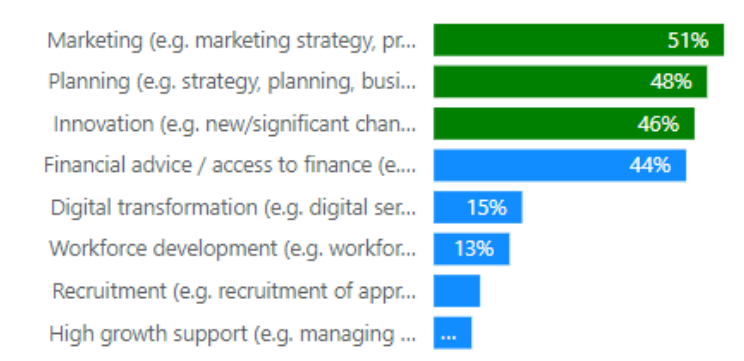 Marketing (e.g. marketing strategy, pr... 51%
Planning (e.g. strategy, planning, busi... 48%
Innovation (e.g. new/significant chan... 46%
Financial advice / access to finance (e.... 44%
Digital transformation (e.g. digital ser... 15%
Workforce development (e.g. workfor... 13%
Recruitment (e.g. recruitment of appr...
High growth support (e.g. managing ... ...